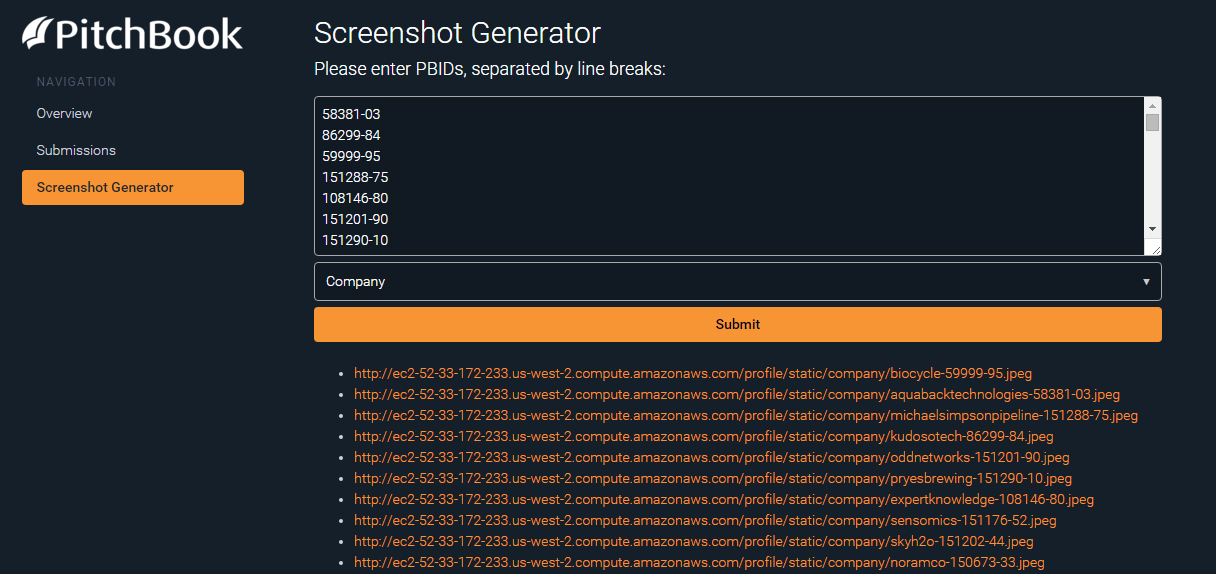 PitchBook
NAVIGATION
Overview
Submissions
Screenshot Generator
Screenshot Generator
Please enter PBIDs, separated by line breaks:
58381-03
86299-84
59999-95
151288-75
108146-80
151201-90
151290-10
Company
Submit
http://ec2-52-33-172-233.us-west-2.compute.amazonaws.com/profile/static/company/biocycle-59999-95.jpeg
http://ec2-52-33-172-233.us-west-2.compute.amazonaws.com/profile/static/company/aquabacktechnologies-58381-03.jpeg
http://ec2-52-33-172-233.us-west-2.compute.amazonaws.com/profile/static/company/michaelsimpsonpipeline-151288-75.jpeg
http://ec2-52-33-172-233.us-west-2.compute.amazonaws.com/profile/static/company/kudosotech-86299-84.jpeg
http://ec2-52-33-172-233.us-west-2.compute.amazonaws.com/profile/static/company/oddnetworks-151201-90.jpeg
http://ec2-52-33-172-233.us-west-2.compute.amazonaws.com/profile/static/company/pryesbrewing-151290-10.jpeg
http://ec2-52-33-172-233.us-west-2.compute.amazonaws.com/profile/static/company/expertknowledge-108146-80.jpeg
http://ec2-52-33-172-233.us-west-2.compute.amazonaws.com/profile/static/company/sensomics-151176-52.jpeg
http://ec2-52-33-172-233.us-west-2.compute.amazonaws.com/profile/static/company/skyh2o-151202-44.jpeg
http://ec2-52-33-172-233.us-west-2.compute.amazonaws.com/profile/static/company/noramco-150673-33.jpeg